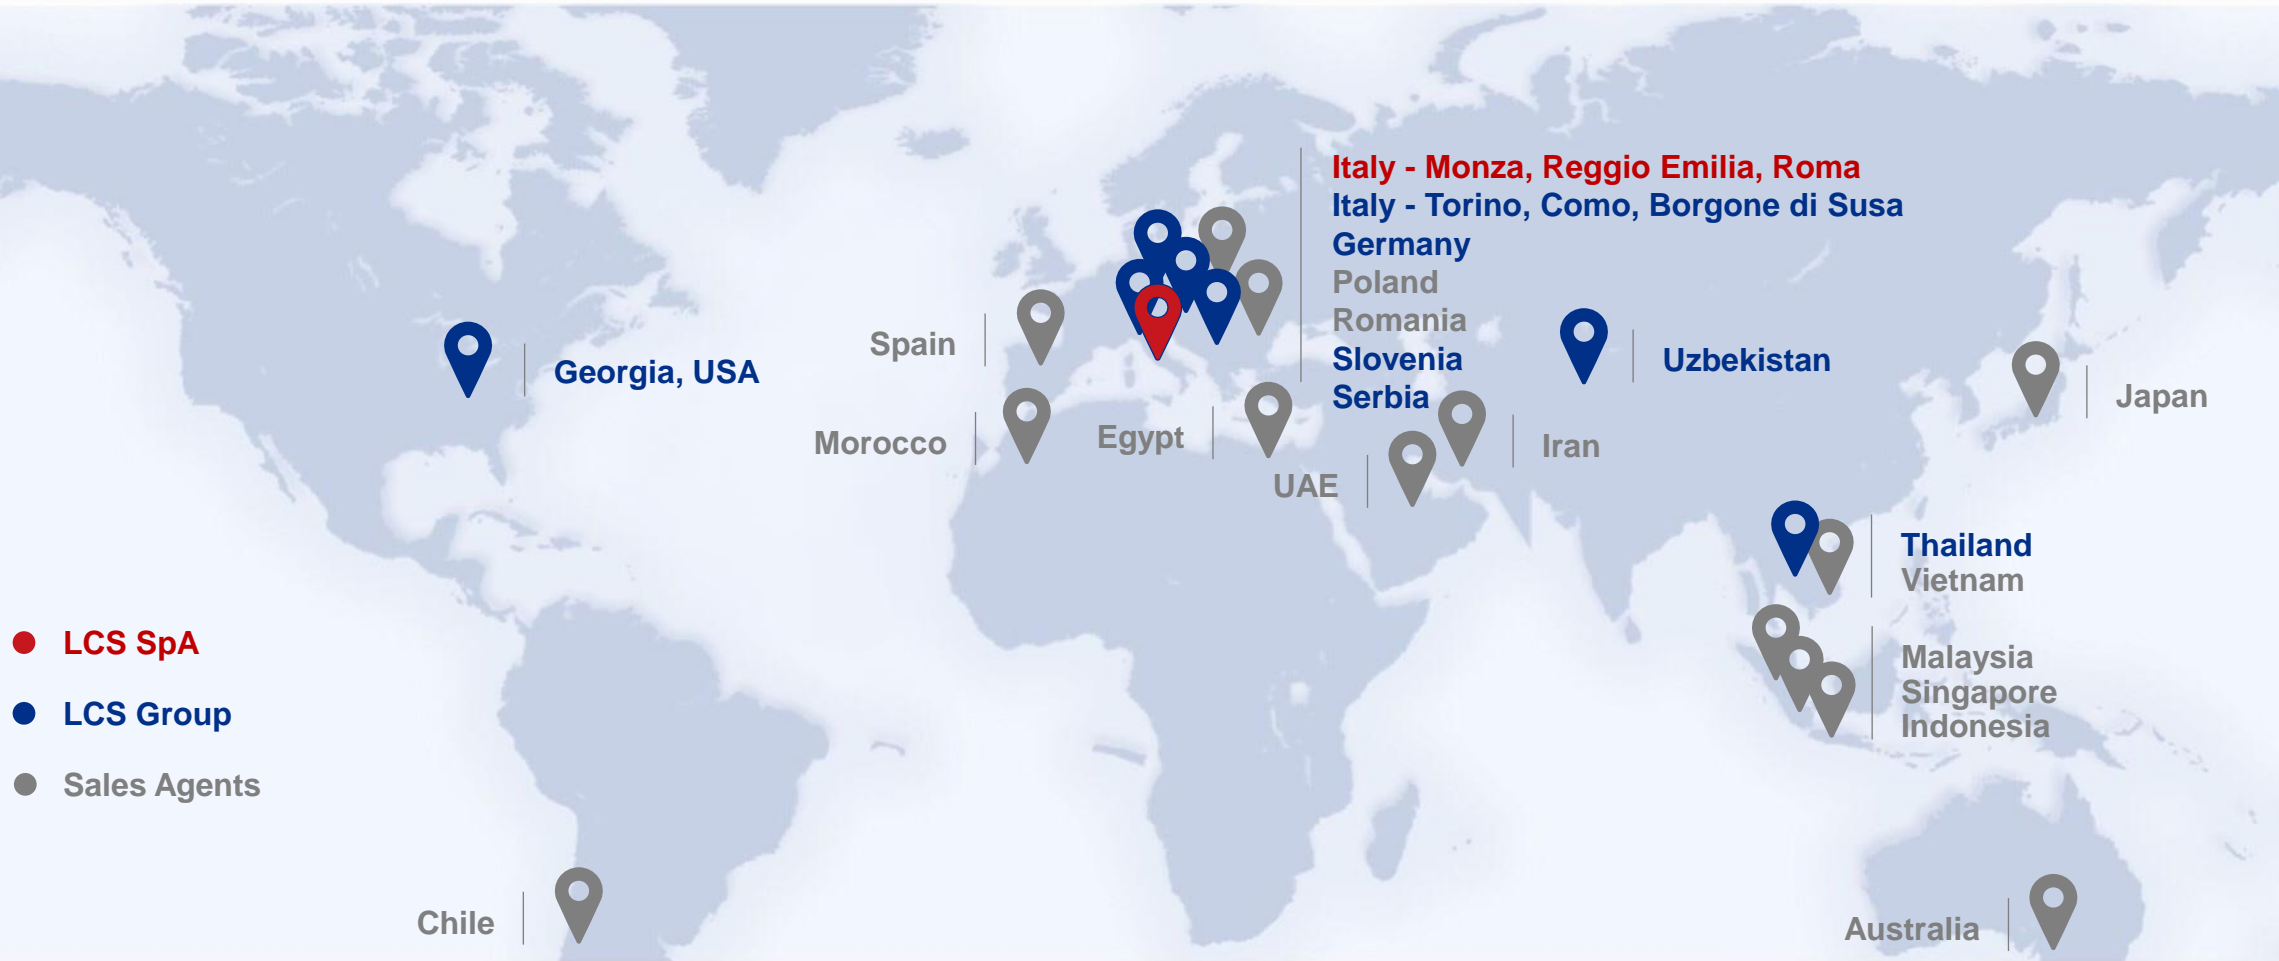 Italy - Monza, Reggio Emilia, Roma
Italy - Torino, Como, Borgone di Susa
Germany
Poland
Romania
Slovenia
Serbia
Spain
Georgia, USA
Uzbekistan
Japan
Morocco
Egypt
Iran
UAE
Thailand
Vietnam
Malaysia
Singapore
Indonesia
LCS SpA
LCS Group
Sales Agents
Chile
Australia